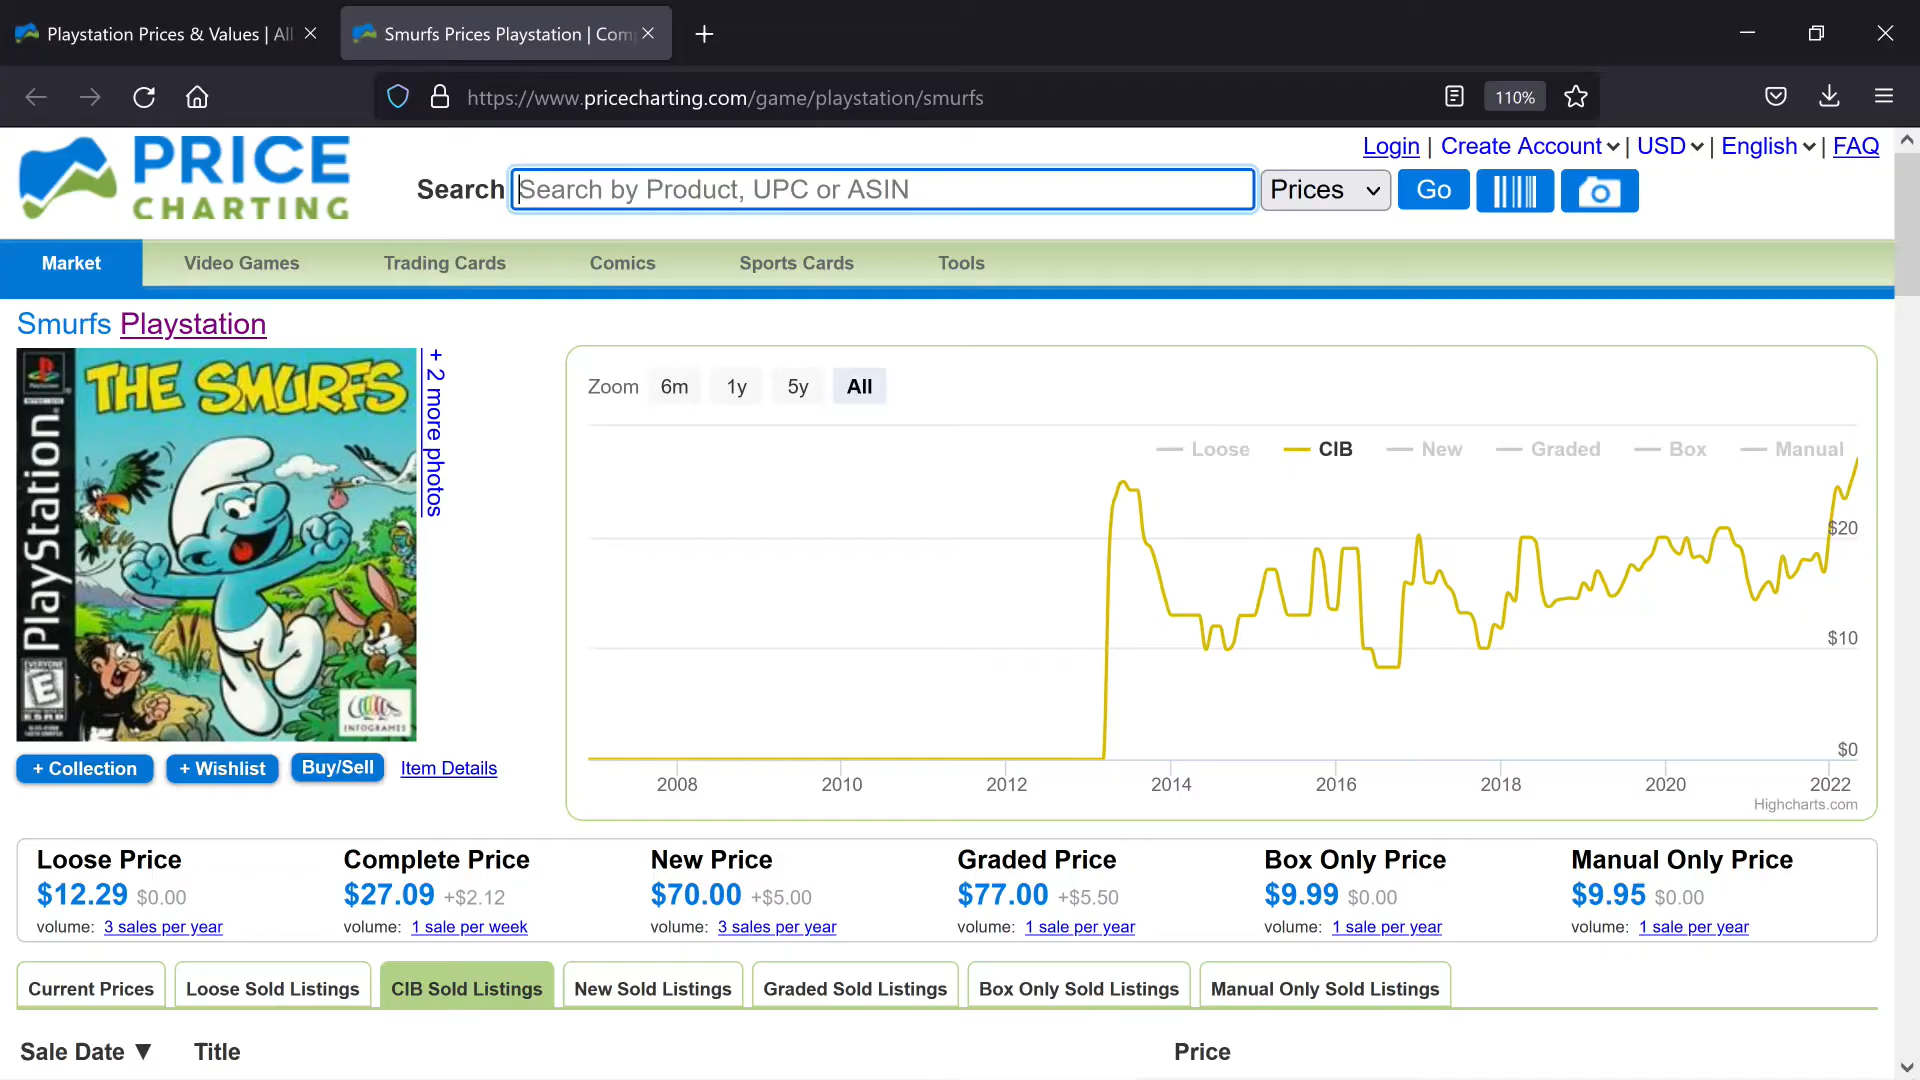 Playstation Prices & Values | All
Smurfs Prices Playstation | Com
https://www.pricecharting.com/game/playstation/smurfs
110%
PRICE
CHARTING
Login | Create Account | USD | English | FAQ
Search
Search by Product, UPC or ASIN
Prices
Go
Market
Video Games
Trading Cards
Comics
Sports Cards
Tools
Smurfs Playstation
PlayStation
THE SMURFS
EVERYONE
E
INFOGRAMES
+ 2 more photos
Zoom
6m
1y
5y
All
Loose
CIB
New
Graded
Box
Manual
$20
$10
$0
2008
2010
2012
2014
2016
2018
2020
2022
Highcharts.com
+ Collection
+ Wishlist
Buy/Sell
Item Details
Loose Price
$12.29 $0.00
volume: 3 sales per year
Complete Price
$27.09 +$2.12
volume: 1 sale per week
New Price
$70.00 +$5.00
volume: 3 sales per year
Graded Price
$77.00 +$5.50
volume: 1 sale per year
Box Only Price
$9.99 $0.00
volume: 1 sale per year
Manual Only Price
$9.95 $0.00
volume: 1 sale per year
Current Prices
Loose Sold Listings
CIB Sold Listings
New Sold Listings
Graded Sold Listings
Box Only Sold Listings
Manual Only Sold Listings
Sale Date ▼
Title
Price